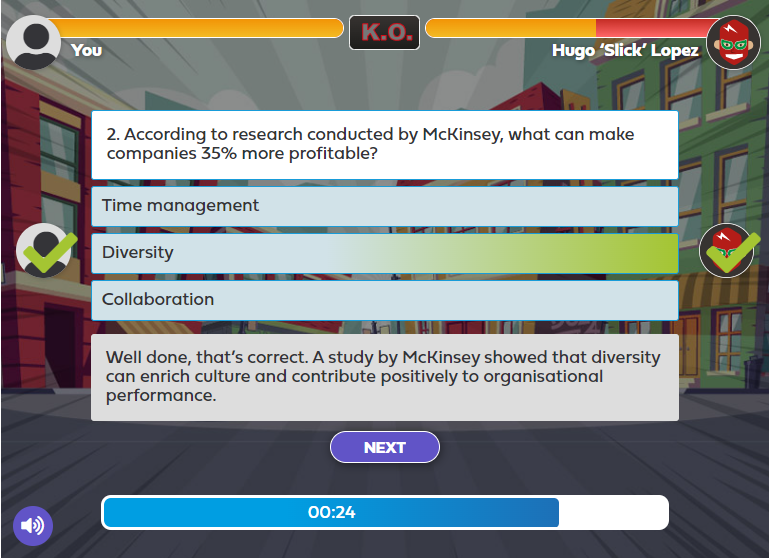 K.O.
You
Hugo ‘Slick’ Lopez
2. According to research conducted by McKinsey, what can make
companies 35% more profitable?
Time management
Diversity
Collaboration
Well done, that’s correct. A study by McKinsey showed that diversity
can enrich culture and contribute positively to organisational
performance.
NEXT
00:24